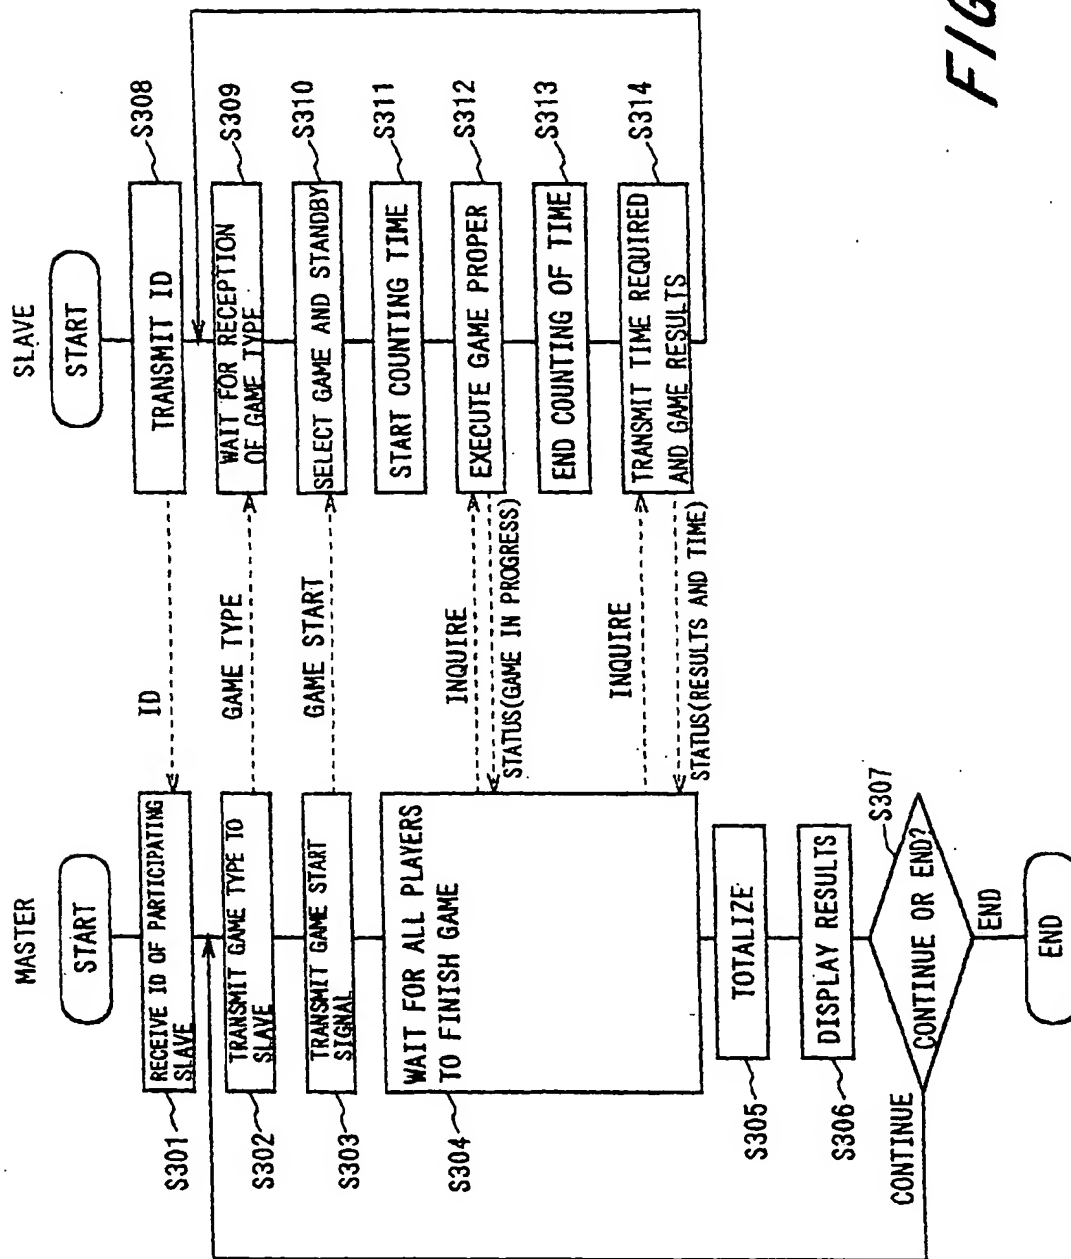 MASTER
START
RECEIVE ID OF PARTICIPATING
SLAVE
S301
TRANSMIT GAME TYPE TO
SLAVE
S302
TRANSMIT GAME START
SIGNAL
S303
WAIT FOR ALL PLAYERS
TO FINISH GAME
S304
TOTALIZE
S305
DISPLAY RESULTS
S306
CONTINUE OR END?
S307
CONTINUE
END
END
ID
GAME TYPE
GAME START
INQUIRE
STATUS(GAME IN PROGRESS)
INQUIRE
STATUS(RESULTS AND TIME)
SLAVE
START
TRANSMIT ID
S308
WAIT FOR RECEPTION
OF GAME TYPE
S309
SELECT GAME AND STANDBY
S310
START COUNTING TIME
S311
EXECUTE GAME PROPER
S312
END COUNTING OF TIME
S313
TRANSMIT TIME REQUIRED
AND GAME RESULTS
S314
FIG